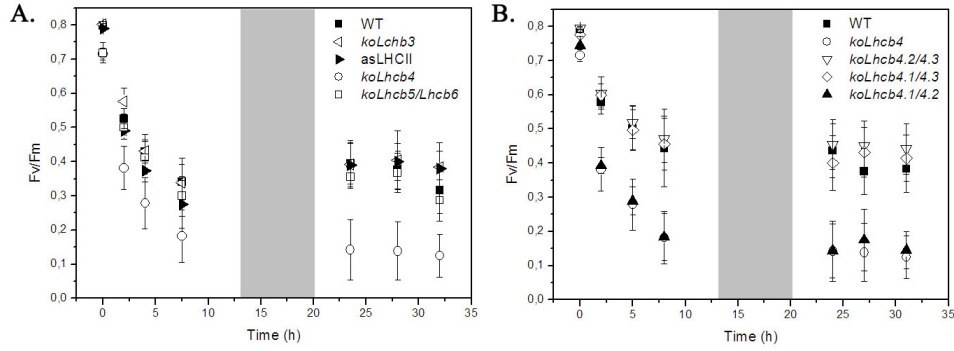 A.
WT
koLchb3
asLHCII
koLhcb4
koLhcb5/Lhcb6
Fv/Fm
0,8
0,7
0,6
0,5
0,4
0,3
0,2
0,1
0,0
0 5 10 15 20 25 30 35
Time (h)
B.
WT
koLhcb4
koLhcb4.2/4.3
koLhcb4.1/4.3
koLhcb4.1/4.2
Fv/Fm
0,8
0,7
0,6
0,5
0,4
0,3
0,2
0,1
0,0
0 5 10 15 20 25 30 35
Time (h)